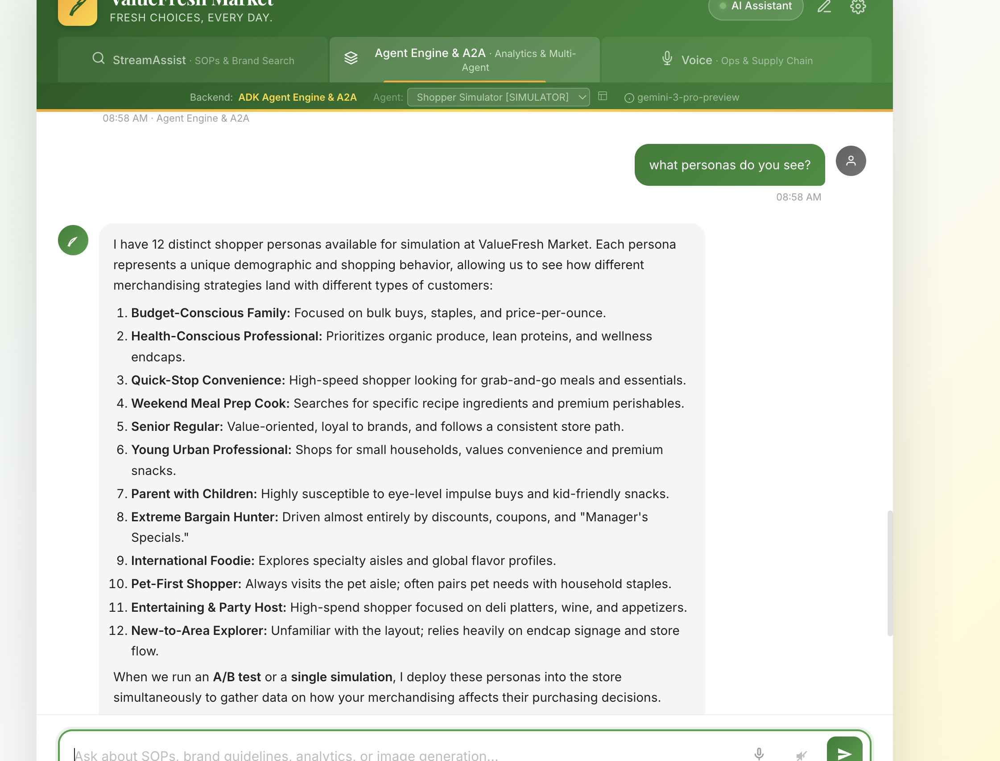 ValueFresh Market
FRESH CHOICES, EVERY DAY.
AI Assistant
StreamAssist · SOPs & Brand Search
Agent Engine & A2A · Analytics & Multi-
Agent
Voice · Ops & Supply Chain
Backend: ADK Agent Engine & A2A Agent: Shopper Simulator [SIMULATOR] gemini-3-pro-preview
08:58 AM · Agent Engine & A2A
what personas do you see?
08:58 AM
I have 12 distinct shopper personas available for simulation at ValueFresh Market. Each persona
represents a unique demographic and shopping behavior, allowing us to see how different
merchandising strategies land with different types of customers:
1. Budget-Conscious Family: Focused on bulk buys, staples, and price-per-ounce.
2. Health-Conscious Professional: Prioritizes organic produce, lean proteins, and wellness
endcaps.
3. Quick-Stop Convenience: High-speed shopper looking for grab-and-go meals and essentials.
4. Weekend Meal Prep Cook: Searches for specific recipe ingredients and premium perishables.
5. Senior Regular: Value-oriented, loyal to brands, and follows a consistent store path.
6. Young Urban Professional: Shops for small households, values convenience and premium
snacks.
7. Parent with Children: Highly susceptible to eye-level impulse buys and kid-friendly snacks.
8. Extreme Bargain Hunter: Driven almost entirely by discounts, coupons, and "Manager's
Specials."
9. International Foodie: Explores specialty aisles and global flavor profiles.
10. Pet-First Shopper: Always visits the pet aisle; often pairs pet needs with household staples.
11. Entertaining & Party Host: High-spend shopper focused on deli platters, wine, and appetizers.
12. New-to-Area Explorer: Unfamiliar with the layout; relies heavily on endcap signage and store
flow.
When we run an A/B test or a single simulation, I deploy these personas into the store
simultaneously to gather data on how your merchandising affects their purchasing decisions.
Ask about SOPs, brand guidelines, analytics, or image generation...